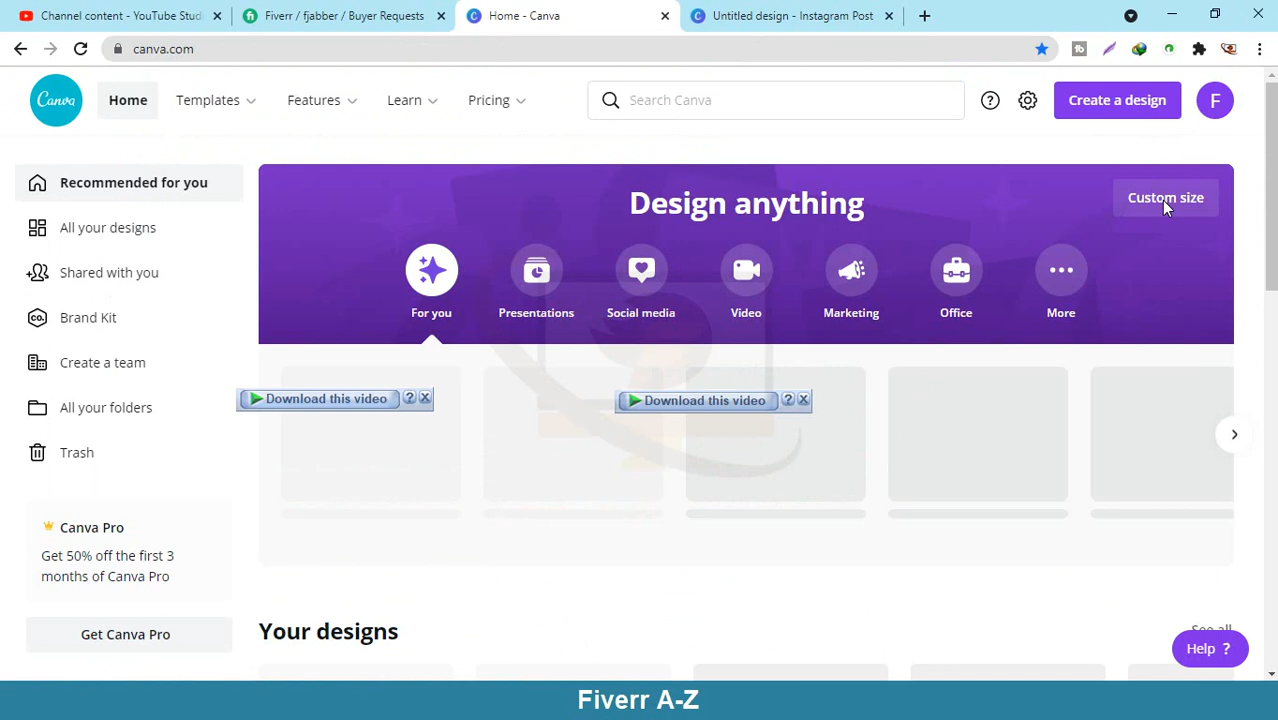 Channel content - YouTube Stud
Fiverr / fjabber / Buyer Requests
Home - Canva
Untitled design - Instagram Post
canva.com
Canva
Home
Templates
Features
Learn
Pricing
Search Canva
Create a design
F
Recommended for you
All your designs
Shared with you
CO.
Brand Kit
Create a team
All your folders
Trash
Canva Pro
Get 50% off the first 3
months of Canva Pro
Get Canva Pro
Design anything
Custom size
For you
Presentations
Social media
Video
Marketing
Office
More
Download this video ?
Download this video ?
Your designs
See all
Help ?
Fiverr A-Z